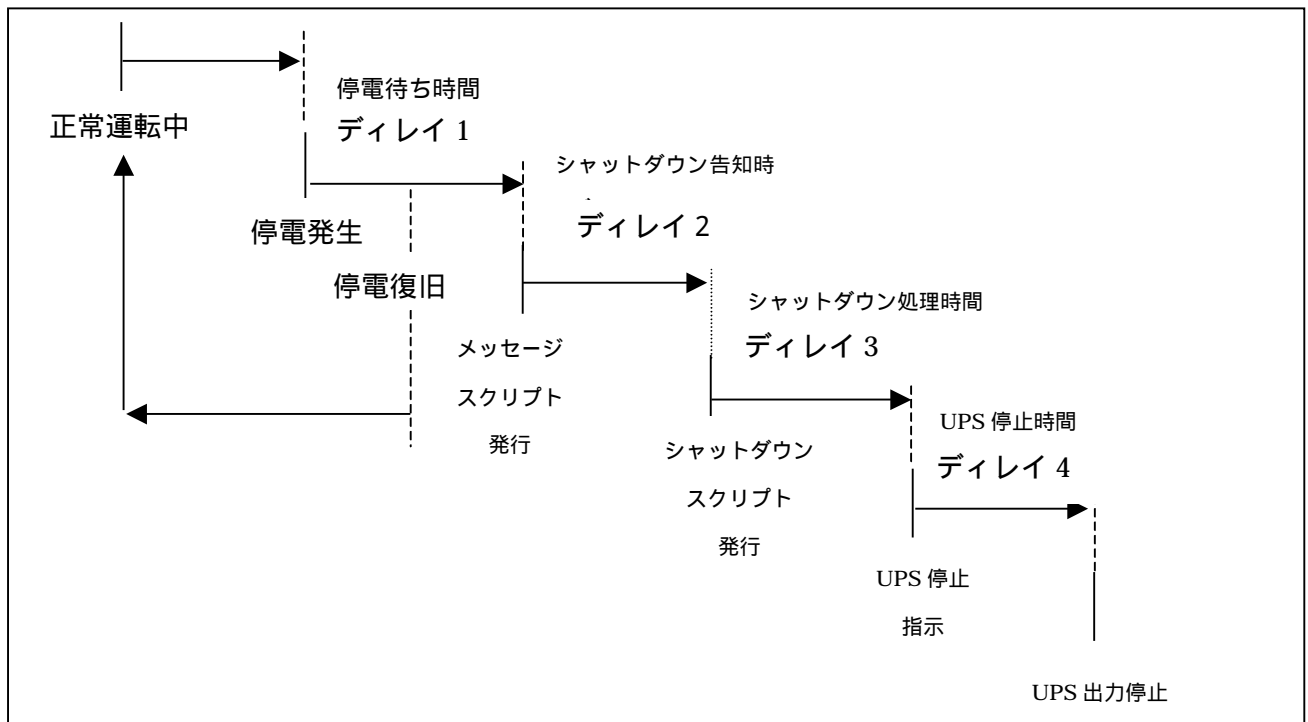 停電待ち時間
正常運転中
ディレイ 1
シャットダウン告知時
停電発生
ディレイ 2
停電復旧
シャットダウン処理時間
メッセージ
スクリプト
発行
ディレイ 3
UPS 停止時間
シャットダウン
スクリプト
発行
ディレイ 4
UPS 停止
指示
UPS 出力停止